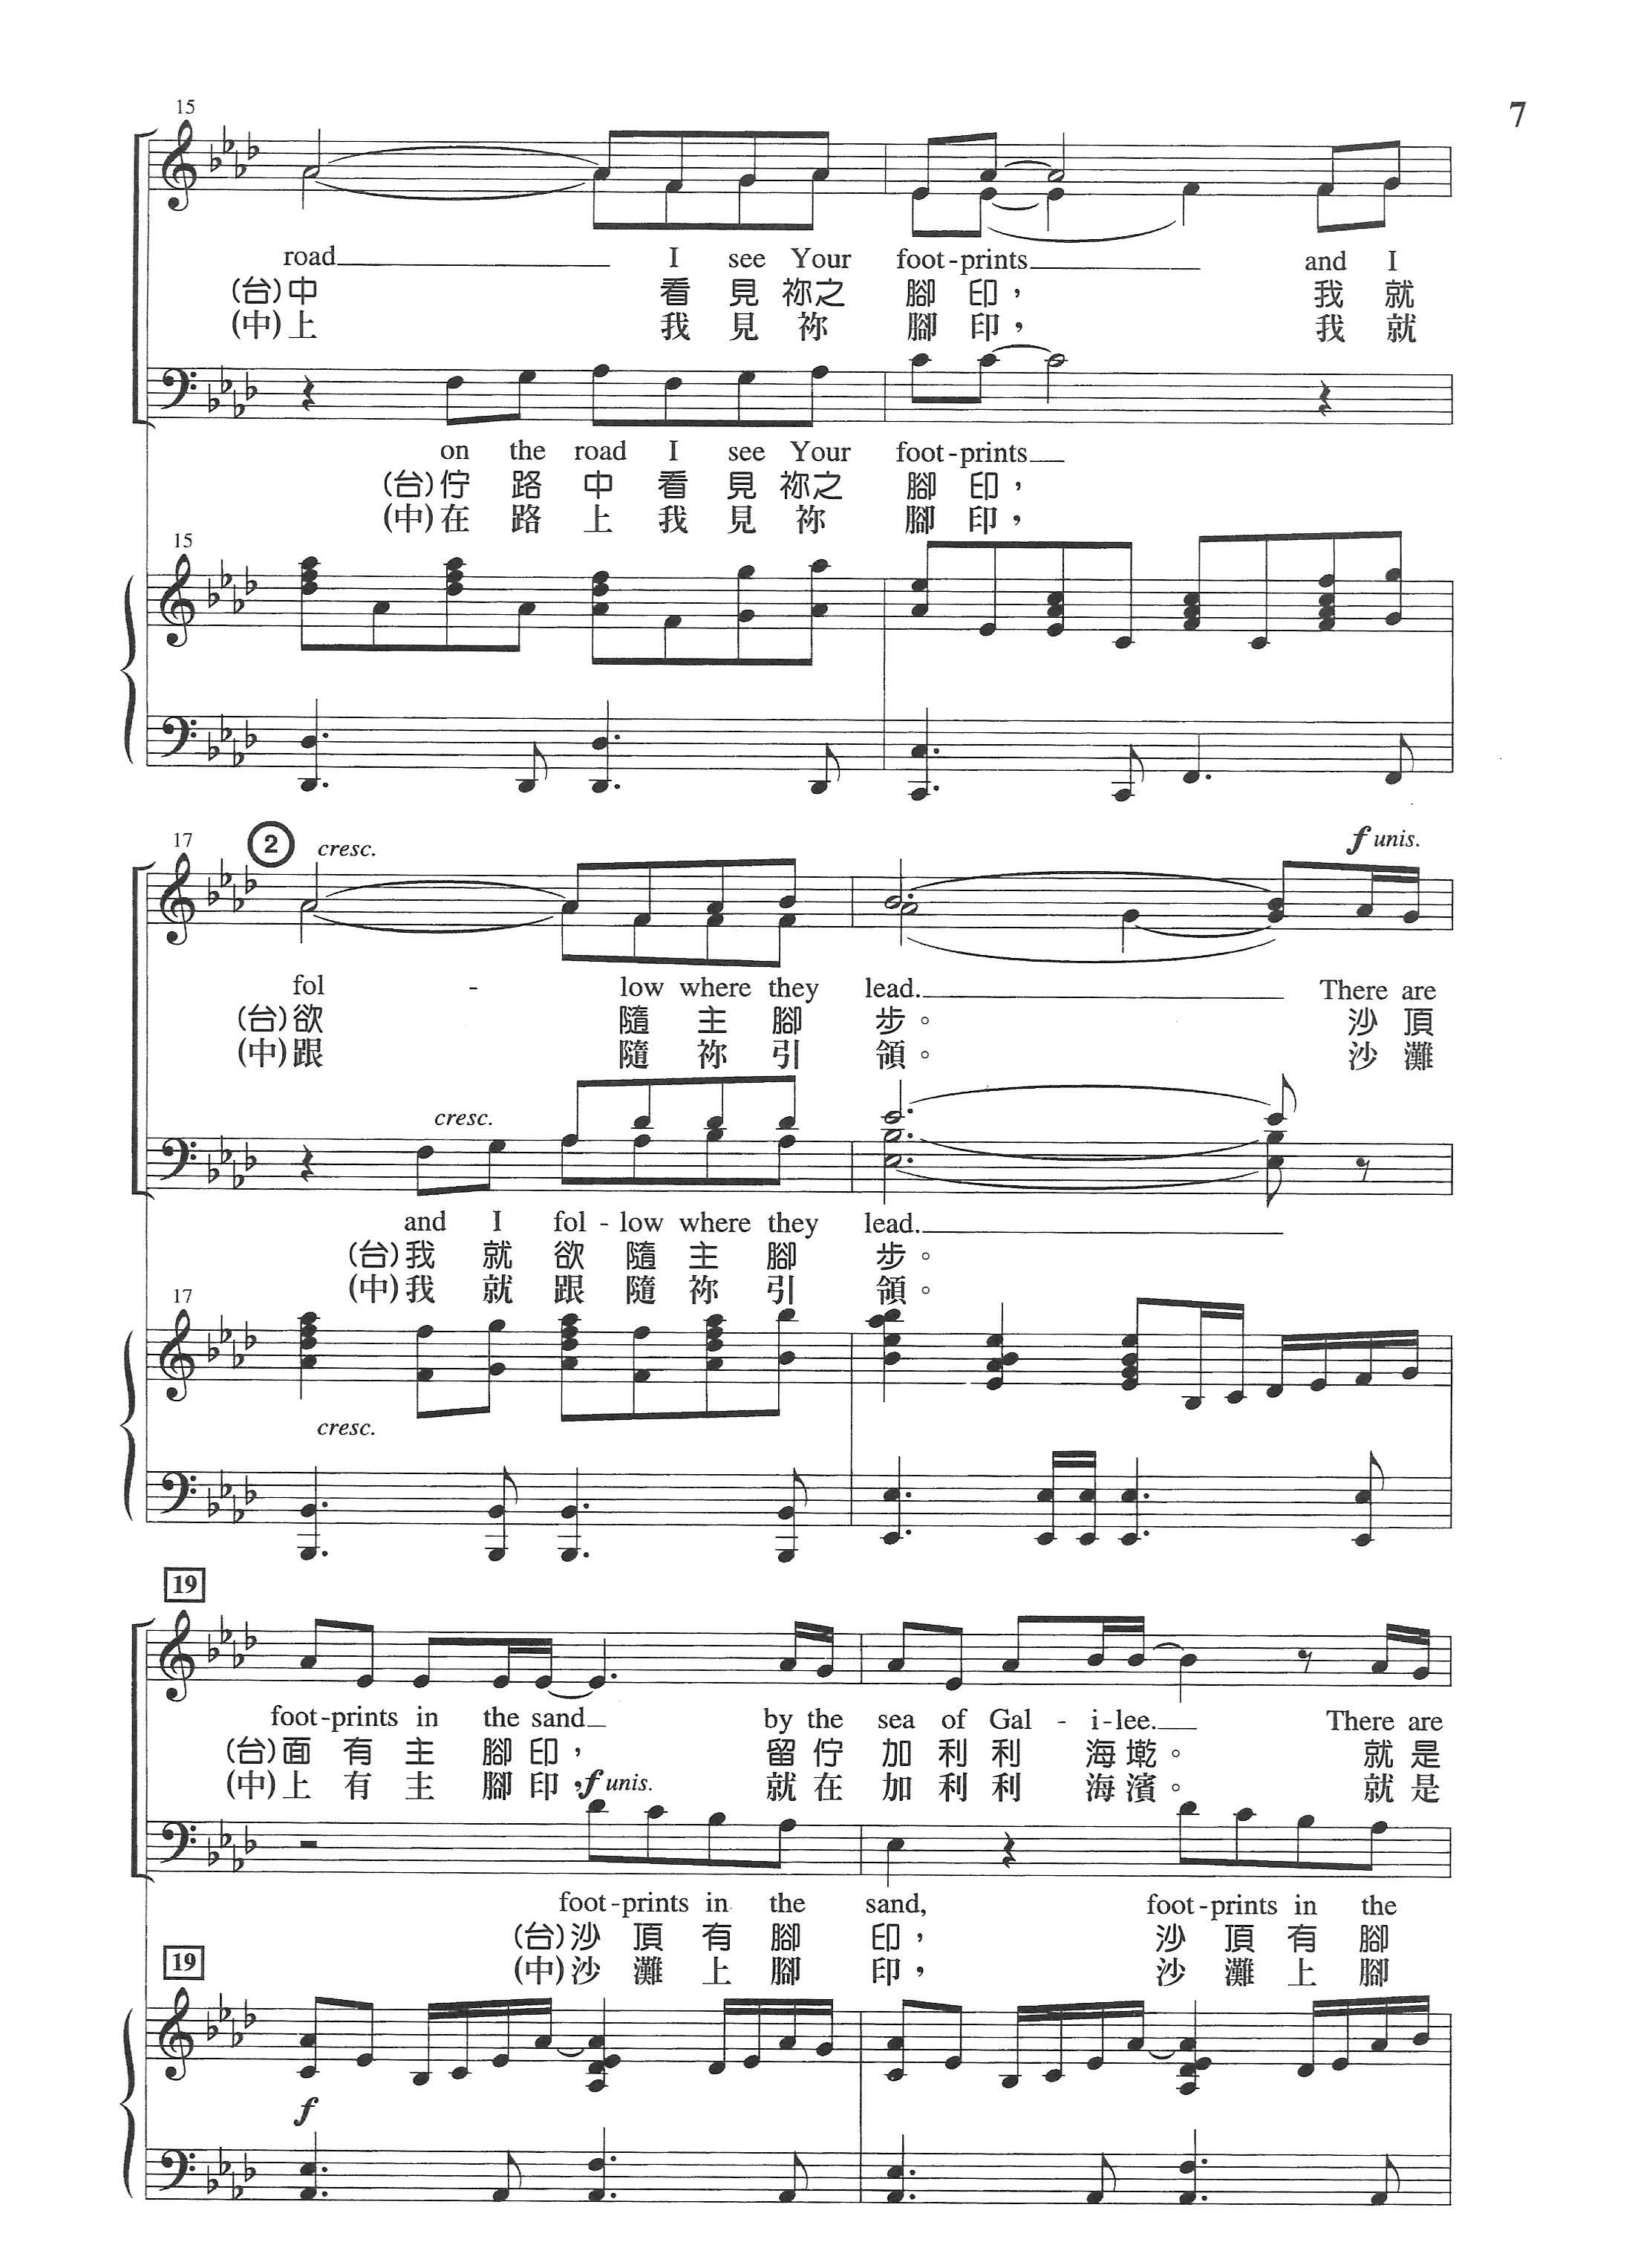 7
15
road I see Your foot-prints and I
(台)中 看 見 祢之 腳 印， 我 就
(中)上 我 見 祢 腳 印， 我 就
on the road I see Your foot-prints
(台)佇 路 中 看 見 祢之 腳 印，
(中)在 路 上 我 見 祢 腳 印，
15
17 2 cresc. f unis.
fol - low where they lead. There are
(台)欲 隨 主 腳 步。 沙 頂
(中)跟 隨 祢 引 領。 沙 灘
cresc.
and I fol - low where they lead.
(台)我 就 欲 隨 主 腳 步。
(中)我 就 跟 隨 祢 引 領。
17
cresc.
19
foot-prints in the sand by the sea of Gal - i-lee. There are
(台)面 有 主 腳 印， 留 佇 加 利 利 海 墘。 就 是
(中)上 有 主 腳 印， 就 在 加 利 利 海 濱。 就 是
f unis.
foot-prints in the sand, foot-prints in the
(台)沙 頂 有 腳 印， 沙 頂 有 腳
(中)沙 灘 上 腳 印， 沙 灘 上 腳
19
f